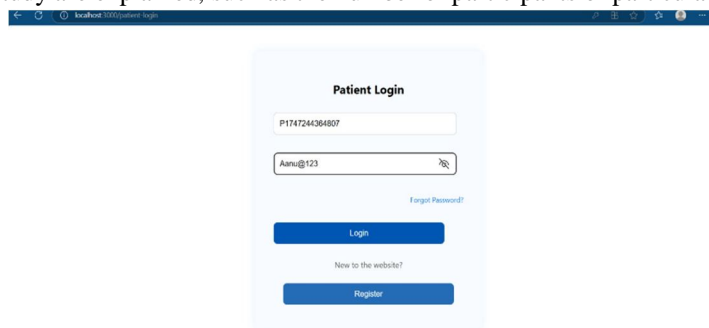 localhost:3000/patient-login
Patient Login
P1747244364807
Aanu@123
Forgot Password?
Login
New to the website?
Register